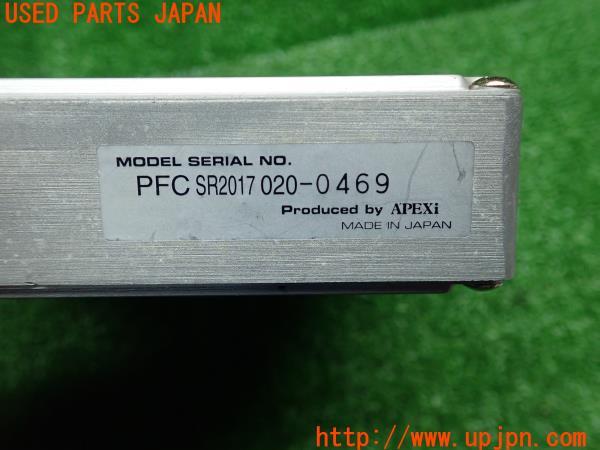 USED PARTS JAPAN
MODEL SERIAL NO.
PFC SR2017 020-0469
Produced by APEXi
MADE IN JAPAN
http://www.upjpn.com/